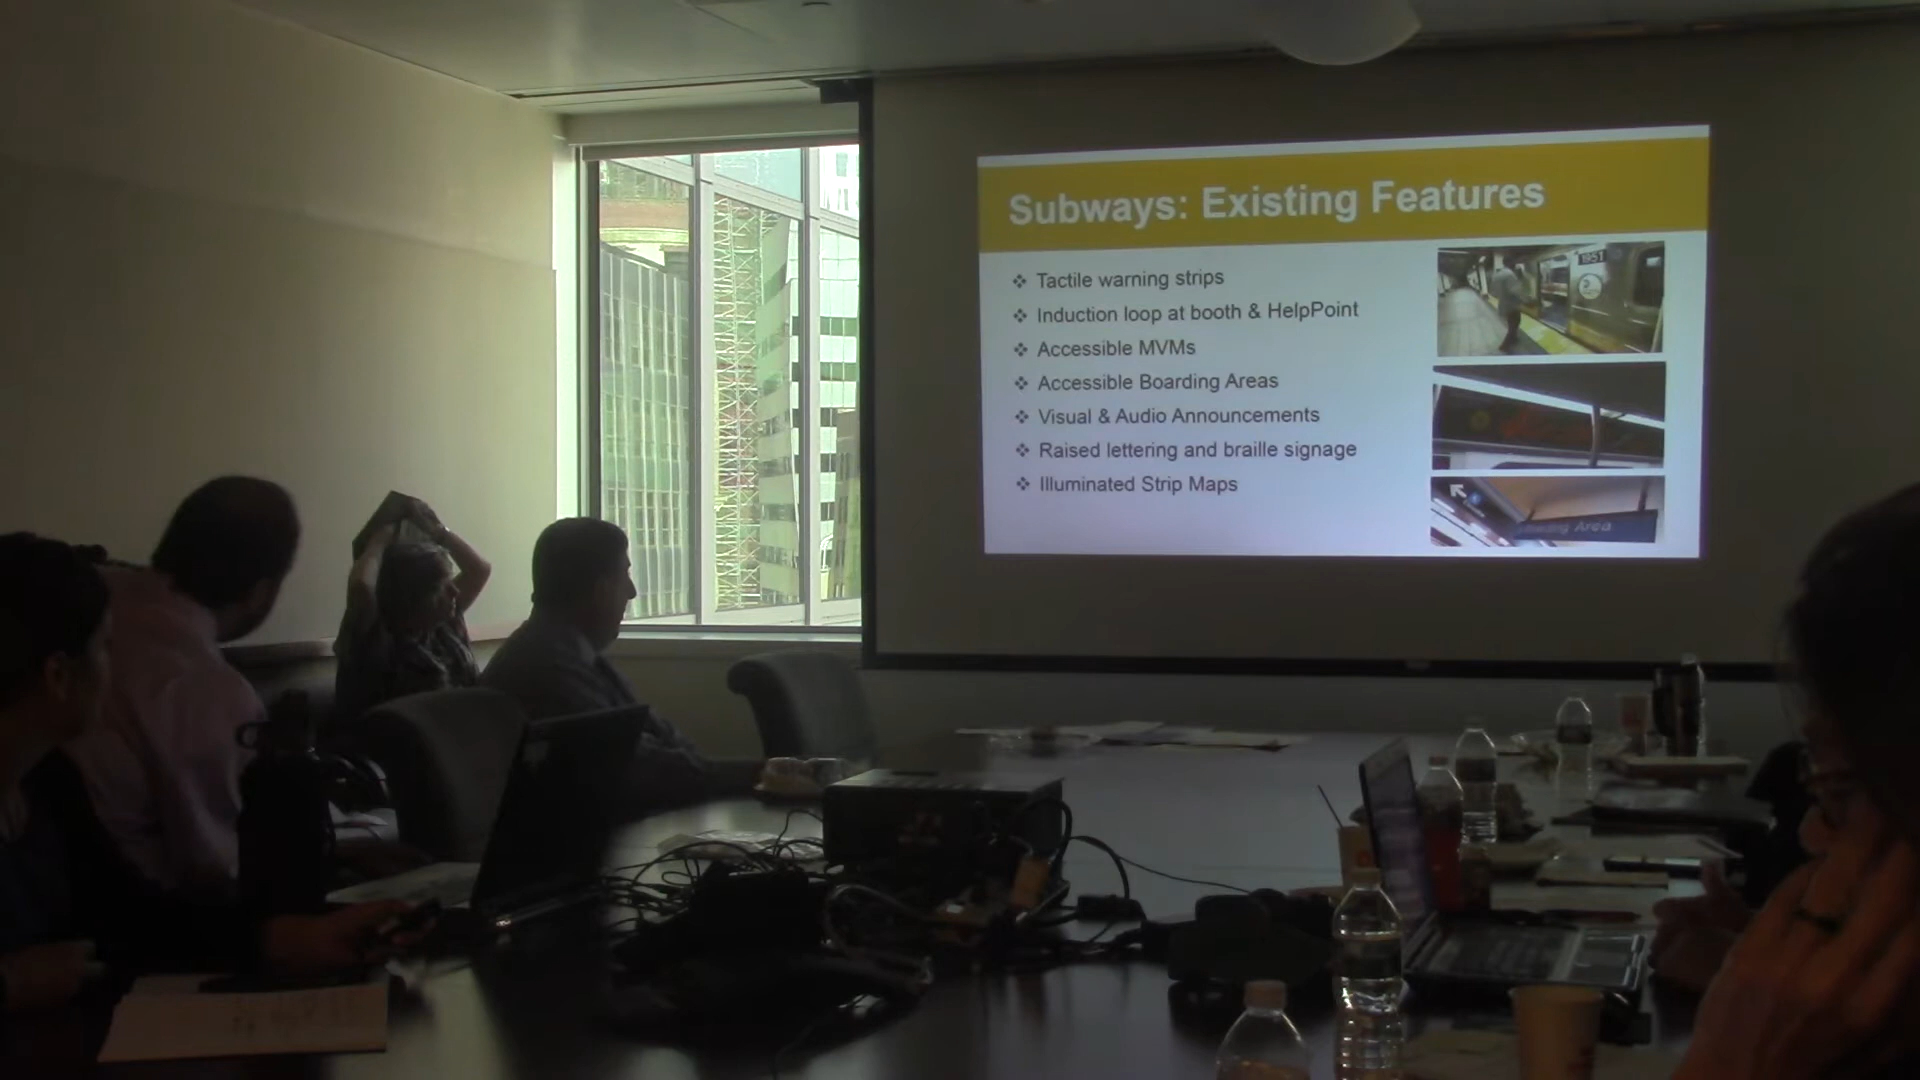 Subways: Existing Features
❖ Tactile warning strips
❖ Induction loop at booth & HelpPoint
❖ Accessible MVMs
❖ Accessible Boarding Areas
❖ Visual & Audio Announcements
❖ Raised lettering and braille signage
❖ Illuminated Strip Maps
Area